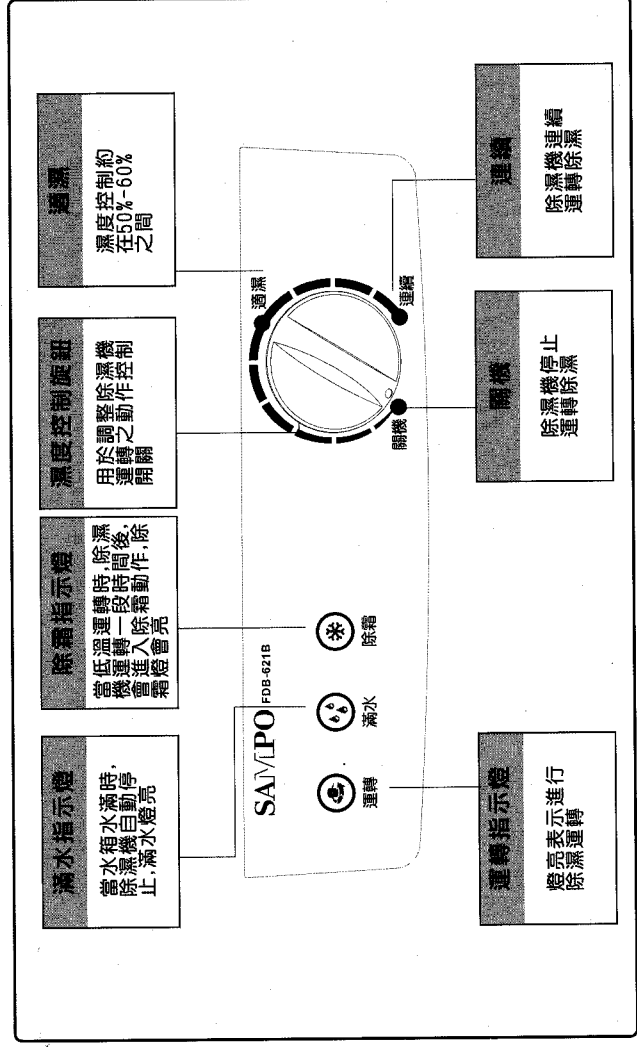 滿水指示燈
當水箱水滿時,
除濕機自動停
止,滿水燈亮
除霜指示燈
當低溫運轉時,除濕
機運轉一段時間後,
會進入除霜動作,除
霜燈會亮
濕度控制旋鈕
用於調整除濕機
運轉之動作控制
開關
適濕
濕度控制約
在50%-60%
之間
SAMPO FDB-621B
運轉
滿水
除霜
關機
適濕
連續
運轉指示燈
燈亮表示進行
除濕運轉
關機
除濕機停止
運轉除濕
連續
除濕機連續
運轉除濕